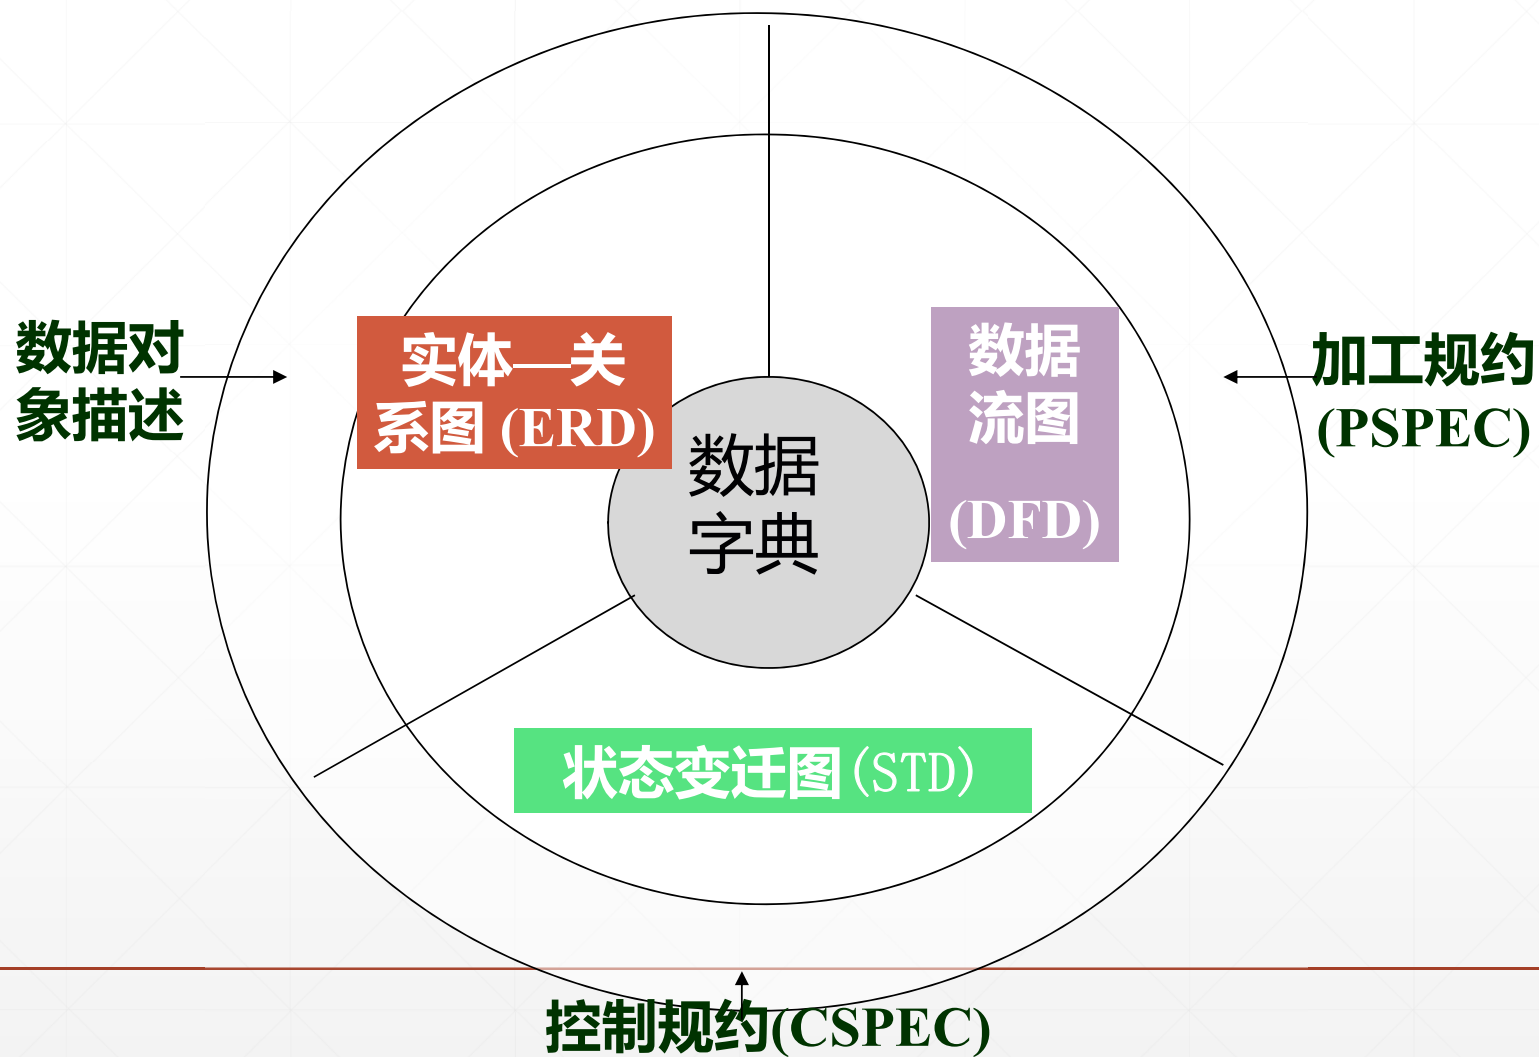 数据对
象描述
实体—关
系图 (ERD)
数据
流图
(DFD)
加工规约
(PSPEC)
数据
字典
状态变迁图(STD)
控制规约(CSPEC)